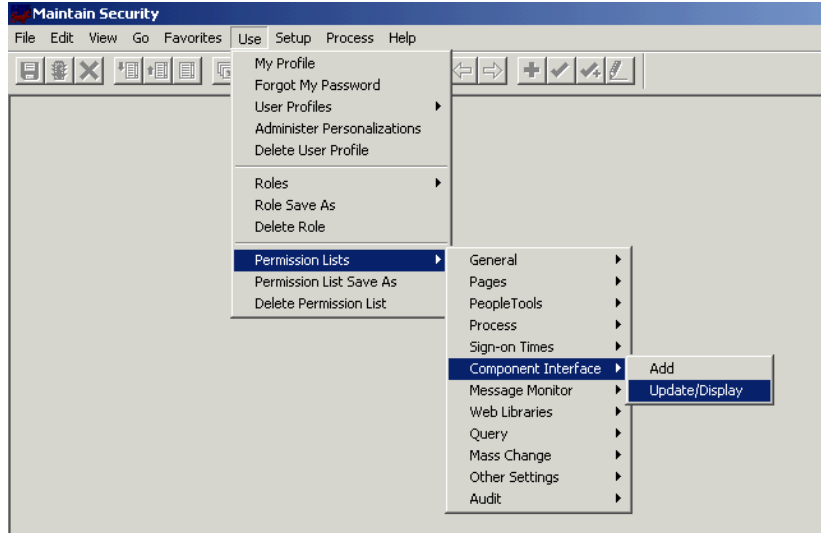 Maintain Security
File Edit View Go Favorites Use Setup Process Help
My Profile
Forgot My Password
User Profiles
Administer Personalizations
Delete User Profile
Roles
Role Save As
Delete Role
Permission Lists
Permission List Save As
Delete Permission List
General
Pages
PeopleTools
Process
Sign-on Times
Component Interface
Message Monitor
Web Libraries
Query
Mass Change
Other Settings
Audit
Add
Update/Display